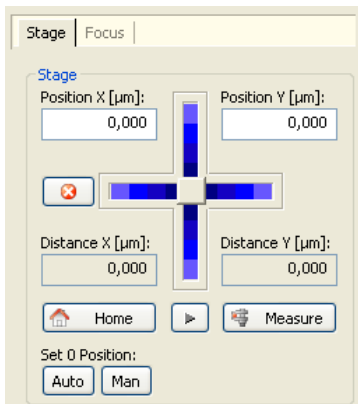 Stage Focus
Stage
Position X [µm]: Position Y [µm]:
0,000 0,000
Distance X [µm]: Distance Y [µm]:
0,000 0,000
Home Measure
Set 0 Position:
Auto Man